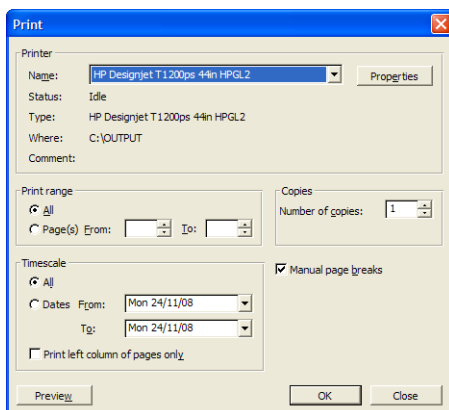 Print
Printer
Name: HP Designjet T1200ps 44in HPGL2 Properties
Status: Idle
Type: HP Designjet T1200ps 44in HPGL2
Where: C:\OUTPUT
Comment:
Print range
All
Page(s) From: To:
Copies
Number of copies: 1
Timescale
All
Dates From: Mon 24/11/08
To: Mon 24/11/08
Print left column of pages only
Manual page breaks
Preview OK Close